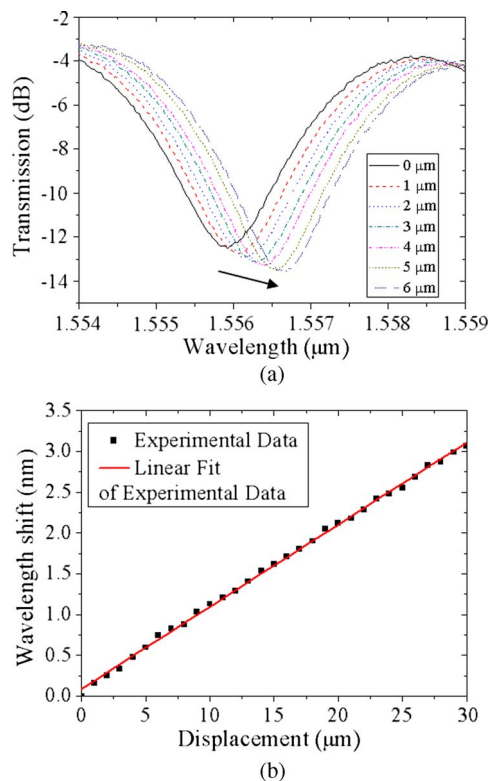 (a)
-2
-4
-6
-8
-10
-12
-14
Transmission (dB)
0 μm
1 μm
2 μm
3 μm
4 μm
5 μm
6 μm
1.554 1.555 1.556 1.557 1.558 1.559
Wavelength (μm)
(a)
3.5
3.0
2.5
2.0
1.5
1.0
0.5
0.0
Wavelength shift (nm)
Experimental Data
Linear Fit
of Experimental Data
0 5 10 15 20 25 30
Displacement (μm)
(b)